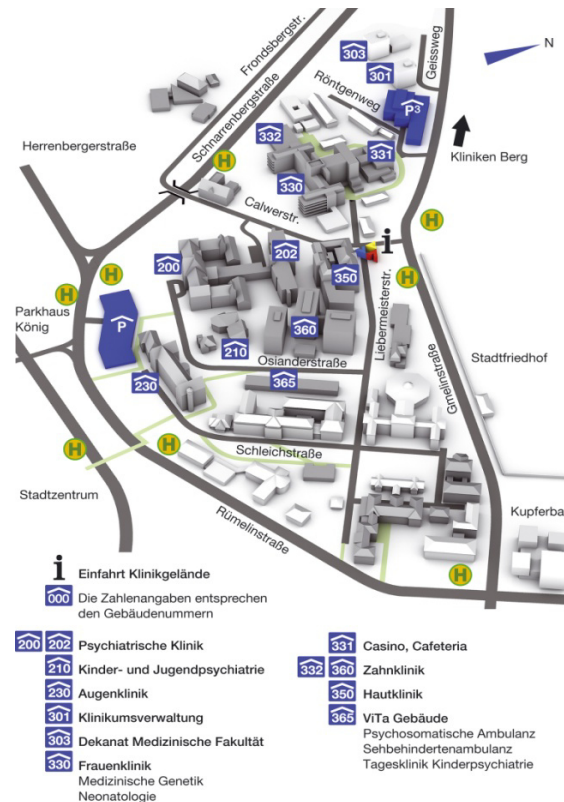 Frondsbergstr.
Schnarrenbergstraße
Geissweg
N
303
301
Röntgenweg
P3
332
331
330
Kliniken Berg
Herrenbergerstraße
H
Calwerstr.
H
i
H
H
H
200
202
350
Parkhaus
König
P
360
210
Osianderstraße
Liebermeisterstr.
Gmelinstraße
Stadtfriedhof
230
365
H
H
Schleichstraße
Stadtzentrum
Rümelinstraße
Kupferba
H
i Einfahrt Klinikgelände
000 Die Zahlenangaben entsprechen
den Gebäudenummern
200 202 Psychiatrische Klinik
210 Kinder- und Jugendpsychiatrie
230 Augenklinik
301 Klinikumsverwaltung
303 Dekanat Medizinische Fakultät
330 Frauenklinik
Medizinische Genetik
Neonatologie
331 Casino, Cafeteria
332 360 Zahnklinik
350 Hautklinik
365 ViTa Gebäude
Psychosomatische Ambulanz
Sehbehindertenambulanz
Tagesklinik Kinderpsychiatrie